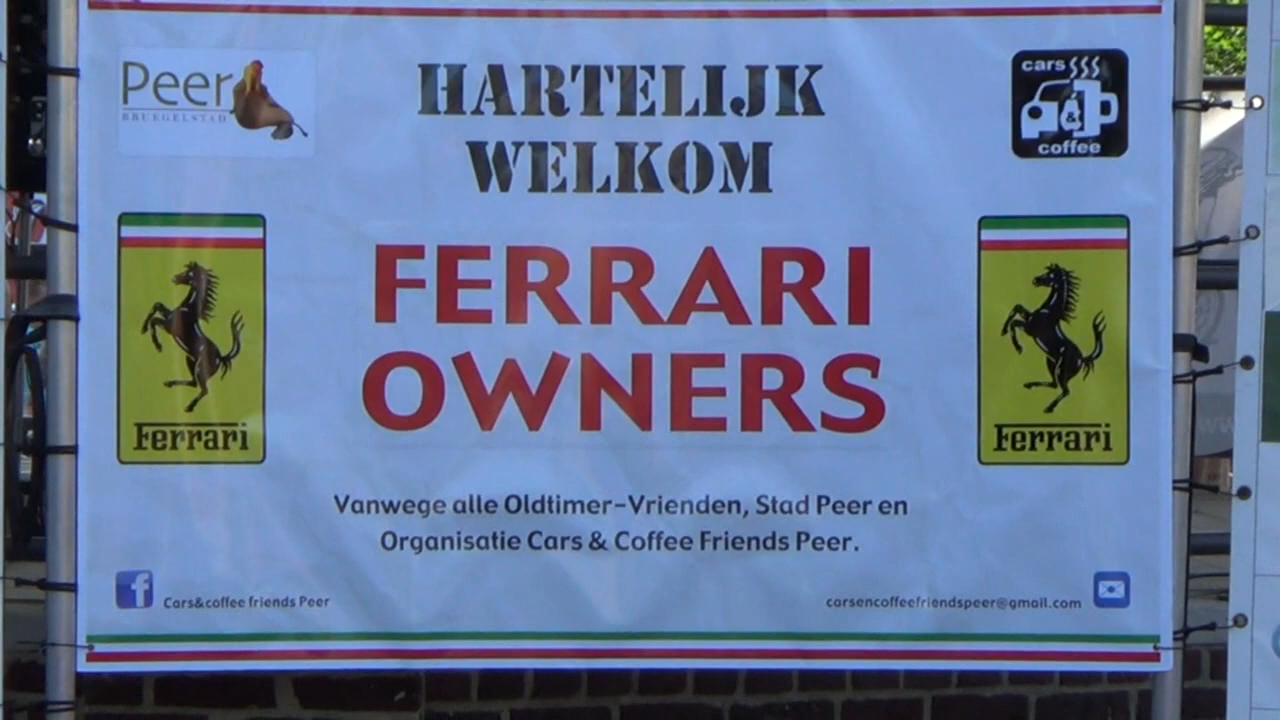 Peer
BRUEGELSTAD
HARTELIJK
WELKOM
cars
&
coffee
FERRARI
OWNERS
Ferrari
Ferrari
Vanwege alle Oldtimer-Vrienden, Stad Peer en
Organisatie Cars & Coffee Friends Peer.
f
Cars&coffee friends Peer
carsencoffeefriendspeer@gmail.com